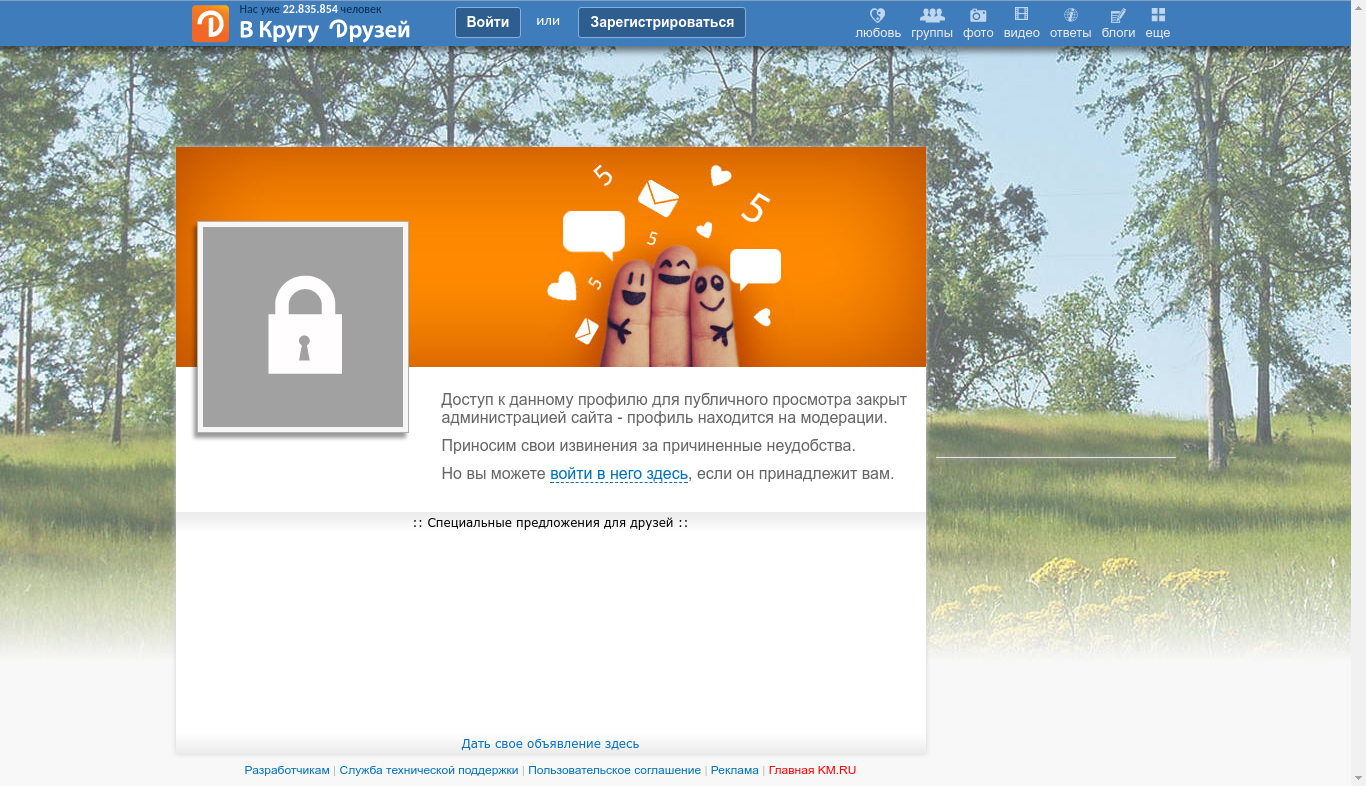 Нас уже 22.835.854 человек
В Кругу Друзей
Войти
или
Зарегистрироваться
любовь
группы
фото
видео
ответы
блоги
еще
5
5
5
5
Доступ к данному профилю для публичного просмотра закрыт
администрацией сайта - профиль находится на модерации.
Приносим свои извинения за причиненные неудобства.
Но вы можете войти в него здесь, если он принадлежит вам.
:: Специальные предложения для друзей ::
Дать свое объявление здесь
Разработчикам | Служба технической поддержки | Пользовательское соглашение | Реклама | Главная KM.RU